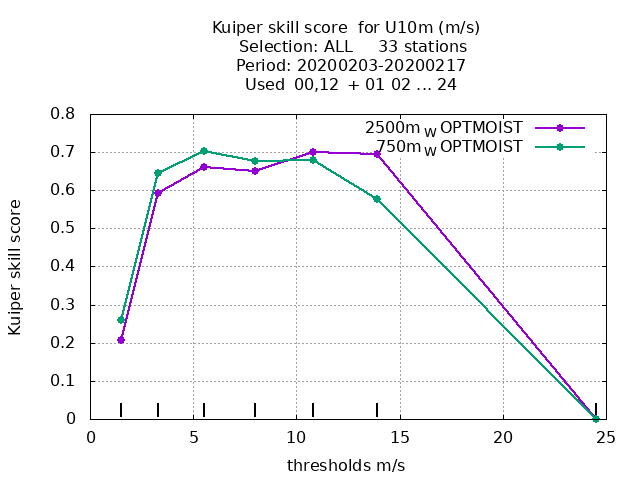 Kuiper skill score  for U10m (m/s)
Selection: ALL     33 stations
Period: 20200203-20200217
Used  00,12  + 01 02 ... 24
0.8
0.7
0.6
0.5
0.4
0.3
0.2
0.1
0
Kuiper skill score
2500m W OPTMOIST
750m W OPTMOIST
0 5 10 15 20 25
thresholds m/s